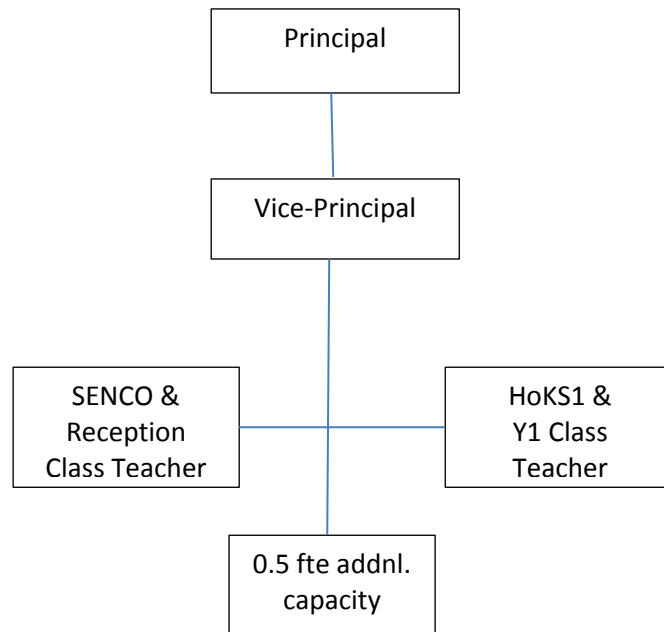 Principal
Vice-Principal
SENCO &
Reception
Class Teacher
HoKS1 &
Y1 Class
Teacher
0.5 fte addnl.
capacity